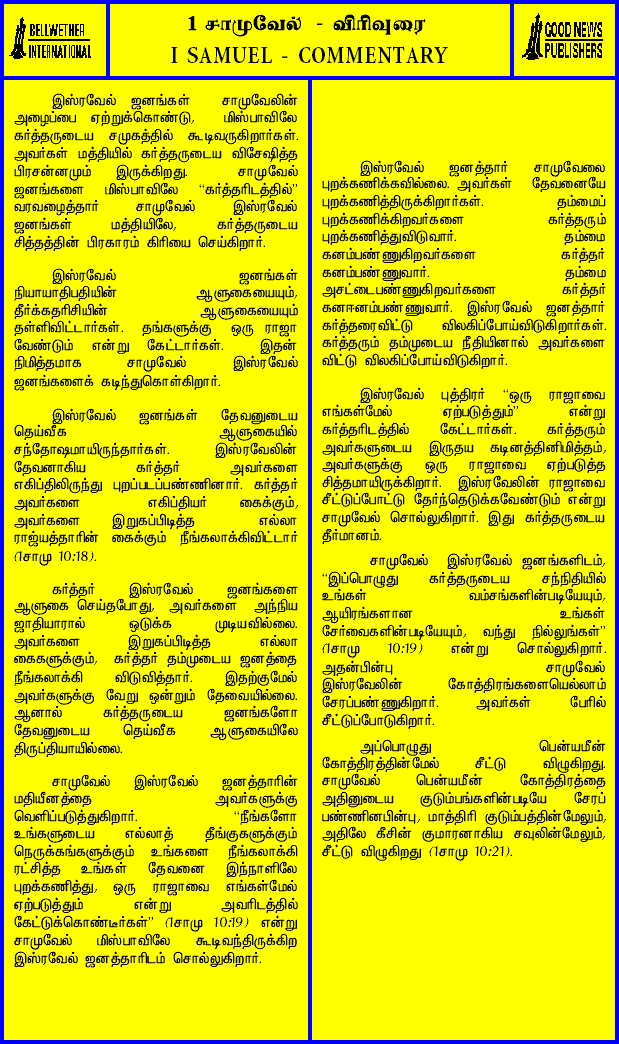 BELLWETHER
INTERNATIONAL
1 சாமுவேல் - விரிவுரை
I SAMUEL - COMMENTARY
GOOD NEWS
PUBLISHERS
இஸ்ரவேல் ஜனங்கள் சாமுவேலின்
அழைப்பை ஏற்றுக்கொண்டு, மிஸ்பாவிலே
கர்த்தருடைய சமுகத்தில் கூடிவருகிறார்கள்.
அவர்கள் மத்தியில் கர்த்தருடைய விசேஷித்த
பிரசன்னமும் இருக்கிறது. சாமுவேல்
ஜனங்களை மிஸ்பாவிலே “கர்த்தரிடத்தில்”
வரவழைத்தார் சாமுவேல் இஸ்ரவேல்
ஜனங்கள் மத்தியிலே, கர்த்தருடைய
சித்தத்தின் பிரகாரம் கிரியை செய்கிறார்.
இஸ்ரவேல் ஜனங்கள்
நியாயாதிபதியின் ஆளுகையையும்,
தீர்க்கதரிசியின் ஆளுகையையும்
தள்ளிவிட்டார்கள். தங்களுக்கு ஒரு ராஜா
வேண்டும் என்று கேட்டார்கள். இதன்
நிமித்தமாக சாமுவேல் இஸ்ரவேல்
ஜனங்களைக் கடிந்துகொள்கிறார்.
இஸ்ரவேல் ஜனங்கள் தேவனுடைய
தெய்வீக ஆளுகையில்
சந்தோஷமாயிருந்தார்கள். இஸ்ரவேலின்
தேவனாகிய கர்த்தர் அவர்களை
எகிப்திலிருந்து புறப்படப்பண்ணினார். கர்த்தர்
அவர்களை எகிப்தியர் கைக்கும்,
அவர்களை இறுகப்பிடித்த எல்லா
ராஜ்யத்தாரின் கைக்கும் நீங்கலாக்கிவிட்டார்
(1சாமு 10:18).
கர்த்தர் இஸ்ரவேல் ஜனங்களை
ஆளுகை செய்தபோது, அவர்களை அந்நிய
ஜாதியாரால் ஒடுக்க முடியவில்லை.
அவர்களை இறுகப்பிடித்த எல்லா
கைகளுக்கும், கர்த்தர் தம்முடைய ஜனத்தை
நீங்கலாக்கி விடுவித்தார். இதற்குமேல்
அவர்களுக்கு வேறு ஒன்றும் தேவையில்லை.
ஆனால் கர்த்தருடைய ஜனங்களோ
தேவனுடைய தெய்வீக ஆளுகையிலே
திருப்தியாயில்லை.
சாமுவேல் இஸ்ரவேல் ஜனத்தாரின்
மதியீனத்தை அவர்களுக்கு
வெளிப்படுத்துகிறார். “நீங்களோ
உங்களுடைய எல்லாத் தீங்குகளுக்கும்
நெருக்கங்களுக்கும் உங்களை நீங்கலாக்கி
ரட்சித்த உங்கள் தேவனை இந்நாளிலே
புறக்கணித்து, ஒரு ராஜாவை எங்கள்மேல்
ஏற்படுத்தும் என்று அவரிடத்தில்
கேட்டுக்கொண்டீர்கள்” (1சாமு 10:19) என்று
சாமுவேல் மிஸ்பாவிலே கூடிவந்திருக்கிற
இஸ்ரவேல் ஜனத்தாரிடம் சொல்லுகிறார்.
இஸ்ரவேல் ஜனத்தார் சாமுவேலை
புறக்கணிக்கவில்லை. அவர்கள் தேவனையே
புறக்கணித்திருக்கிறார்கள். தம்மைப்
புறக்கணிக்கிறவர்களை கர்த்தரும்
புறக்கணித்துவிடுவார். தம்மை
கனம்பண்ணுகிறவர்களை கர்த்தர்
கனம்பண்ணுவார். தம்மை
அசட்டைபண்ணுகிறவர்களை கர்த்தர்
கனஈனம்பண்ணுவார். இஸ்ரவேல் ஜனத்தார்
கர்த்தரைவிட்டு விலகிப்போய்விடுகிறார்கள்.
கர்த்தரும் தம்முடைய நீதியினால் அவர்களை
விட்டு விலகிப்போய்விடுகிறார்.
இஸ்ரவேல் புத்திரர் “ஒரு ராஜாவை
எங்கள்மேல் ஏற்படுத்தும்” என்று
கர்த்தரிடத்தில் கேட்டார்கள். கர்த்தரும்
அவர்களுடைய இருதய கடினத்தினிமித்தம்,
அவர்களுக்கு ஒரு ராஜாவை ஏற்படுத்த
சித்தமாயிருக்கிறார். இஸ்ரவேலின் ராஜாவை
சீட்டுப்போட்டு தேர்ந்தெடுக்கவேண்டும் என்று
சாமுவேல் சொல்லுகிறார். இது கர்த்தருடைய
தீர்மானம்.
சாமுவேல் இஸ்ரவேல் ஜனங்களிடம்,
“இப்பொழுது கர்த்தருடைய சந்நிதியில்
உங்கள் வம்சங்களின்படியேயும்,
ஆயிரங்களான உங்கள்
சேர்வைகளின்படியேயும், வந்து நில்லுங்கள்”
(1சாமு 10:19) என்று சொல்லுகிறார்.
அதன்பின்பு சாமுவேல்
இஸ்ரவேலின் கோத்திரங்களையெல்லாம்
சேரப்பண்ணுகிறார். அவர்கள் பேரில்
சீட்டுப்போடுகிறார்.
அப்பொழுது பென்யமீன்
கோத்திரத்தின்மேல் சீட்டு விழுகிறது.
சாமுவேல் பென்யமீன் கோத்திரத்தை
அதினுடைய குடும்பங்களின்படியே சேரப்
பண்ணினபின்பு, மாத்திரி குடும்பத்தின்மேலும்,
அதிலே கீசின் குமாரனாகிய சவுலின்மேலும்,
சீட்டு விழுகிறது (1சாமு 10:21).